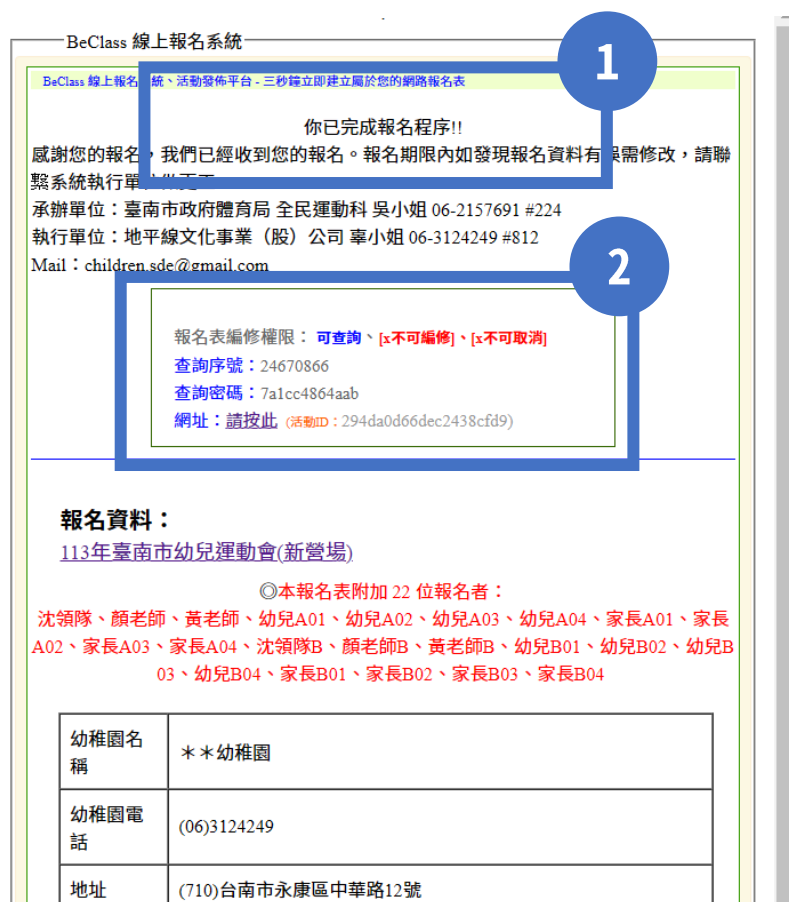 BeClass 線上報名系統
1
BeClass 線上報名系統、活動發佈平台 - 三秒鐘立即建立屬於您的網路報名表
你已完成報名程序!!
感謝您的報名，我們已經收到您的報名。報名期限內如發現報名資料有誤需修改，請聯
繫系統執行單位
承辦單位：臺南市政府體育局 全民運動科 吳小姐 06-2157691 #224
執行單位：地平線文化事業（股）公司 辜小姐 06-3124249 #812
Mail：children.sde@gmail.com
2
報名表編修權限： 可查詢、[x不可編修]、[x不可取消]
查詢序號：24670866
查詢密碼：7a1cc4864aab
網址：請按此 (活動ID：294da0d66dec2438cfd9)
報名資料：
113年臺南市幼兒運動會(新營場)
◎本報名表附加 22 位報名者：
沈領隊、顏老師、黃老師、幼兒A01、幼兒A02、幼兒A03、幼兒A04、家長A01、家長
A02、家長A03、家長A04、沈領隊B、顏老師B、黃老師B、幼兒B01、幼兒B02、幼兒B
03、幼兒B04、家長B01、家長B02、家長B03、家長B04
幼稚園名
稱
＊＊幼稚園
幼稚園電
話
(06)3124249
地址
(710)台南市永康區中華路12號